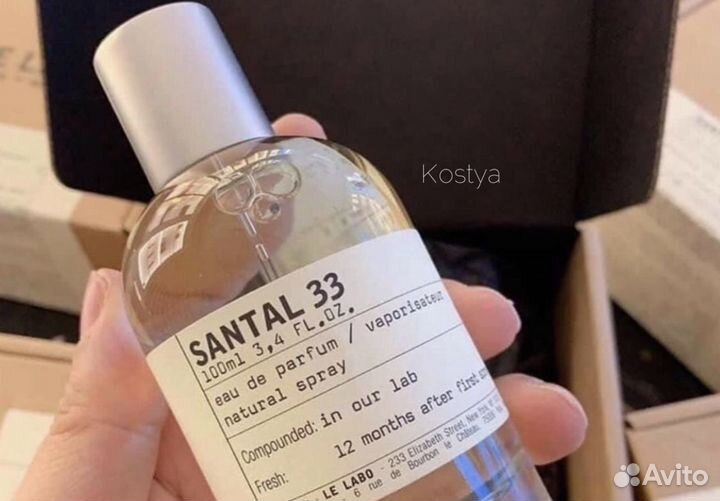 Kostya
SANTAL 33
100ml 3,4 FL.OZ.
eau de parfum / vaporisateur
natural spray
Compounded: in our lab
Fresh: 12 months after first
LE LABO - 233 Elizabeth Street, New York,
6 rue de Bourbon le Château,
Avito